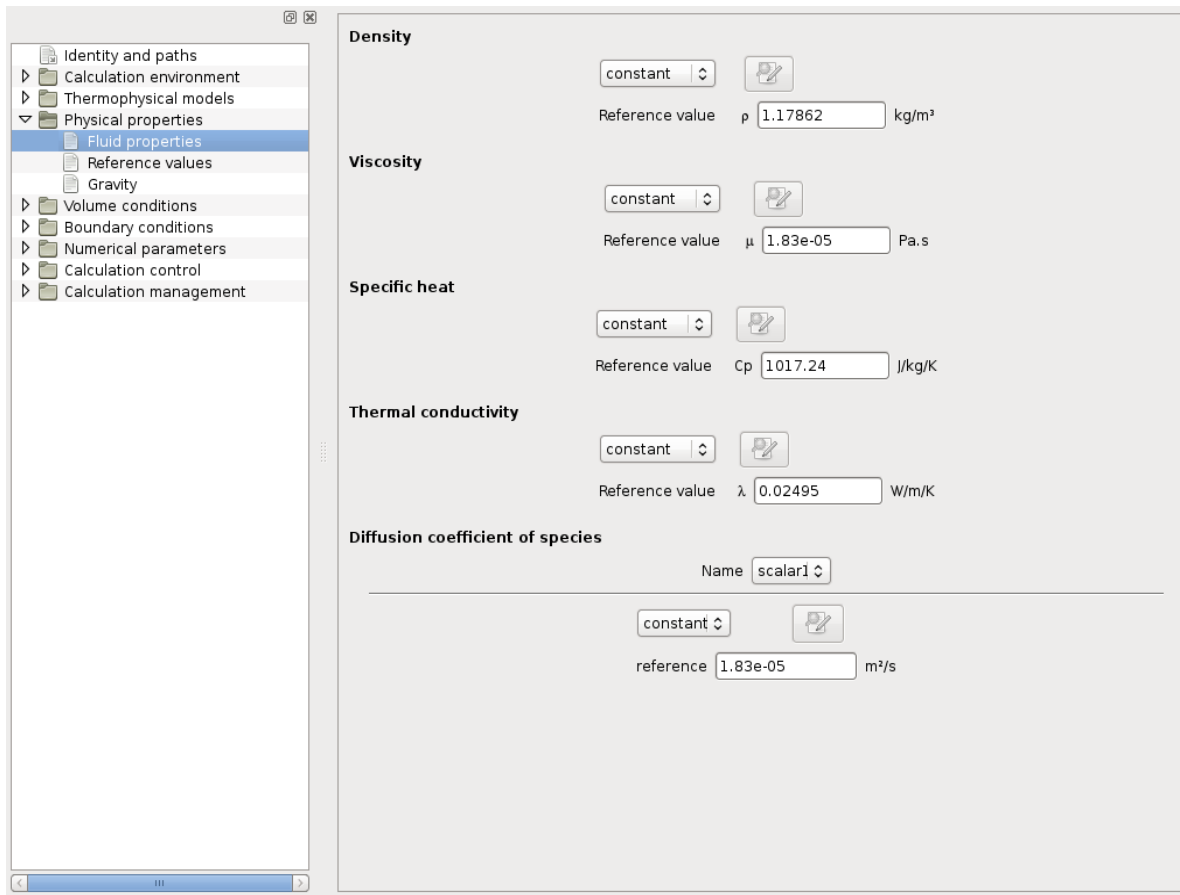 Identity and paths
Calculation environment
Thermophysical models
Physical properties
Fluid properties
Reference values
Gravity
Volume conditions
Boundary conditions
Numerical parameters
Calculation control
Calculation management
Density
constant
Reference value ρ 1.17862 kg/m³
Viscosity
constant
Reference value μ 1.83e-05 Pa.s
Specific heat
constant
Reference value Cp 1017.24 J/kg/K
Thermal conductivity
constant
Reference value λ 0.02495 W/m/K
Diffusion coefficient of species
Name scalar1
constant
reference 1.83e-05 m²/s